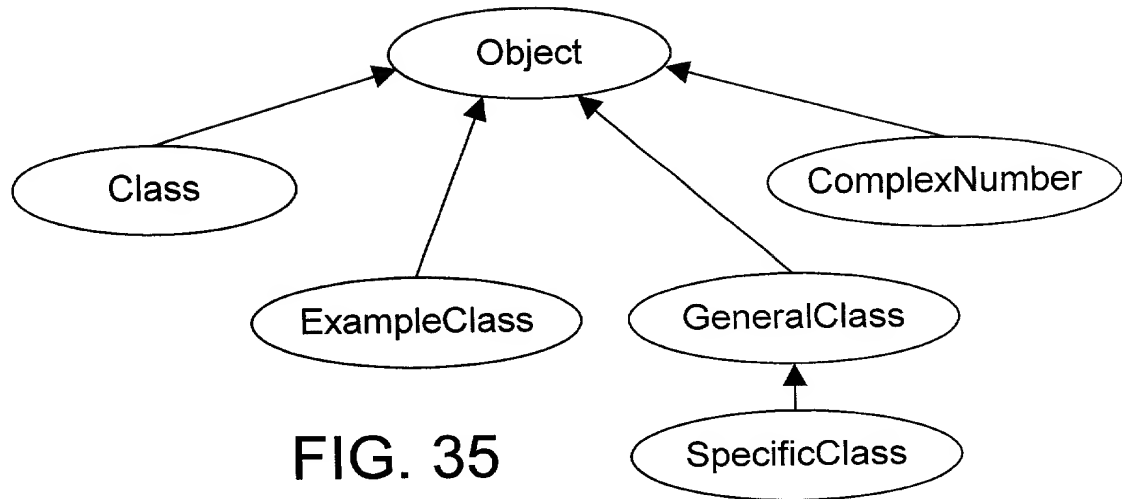 Object
Class
ComplexNumber
ExampleClass
GeneralClass
SpecificClass
FIG. 35